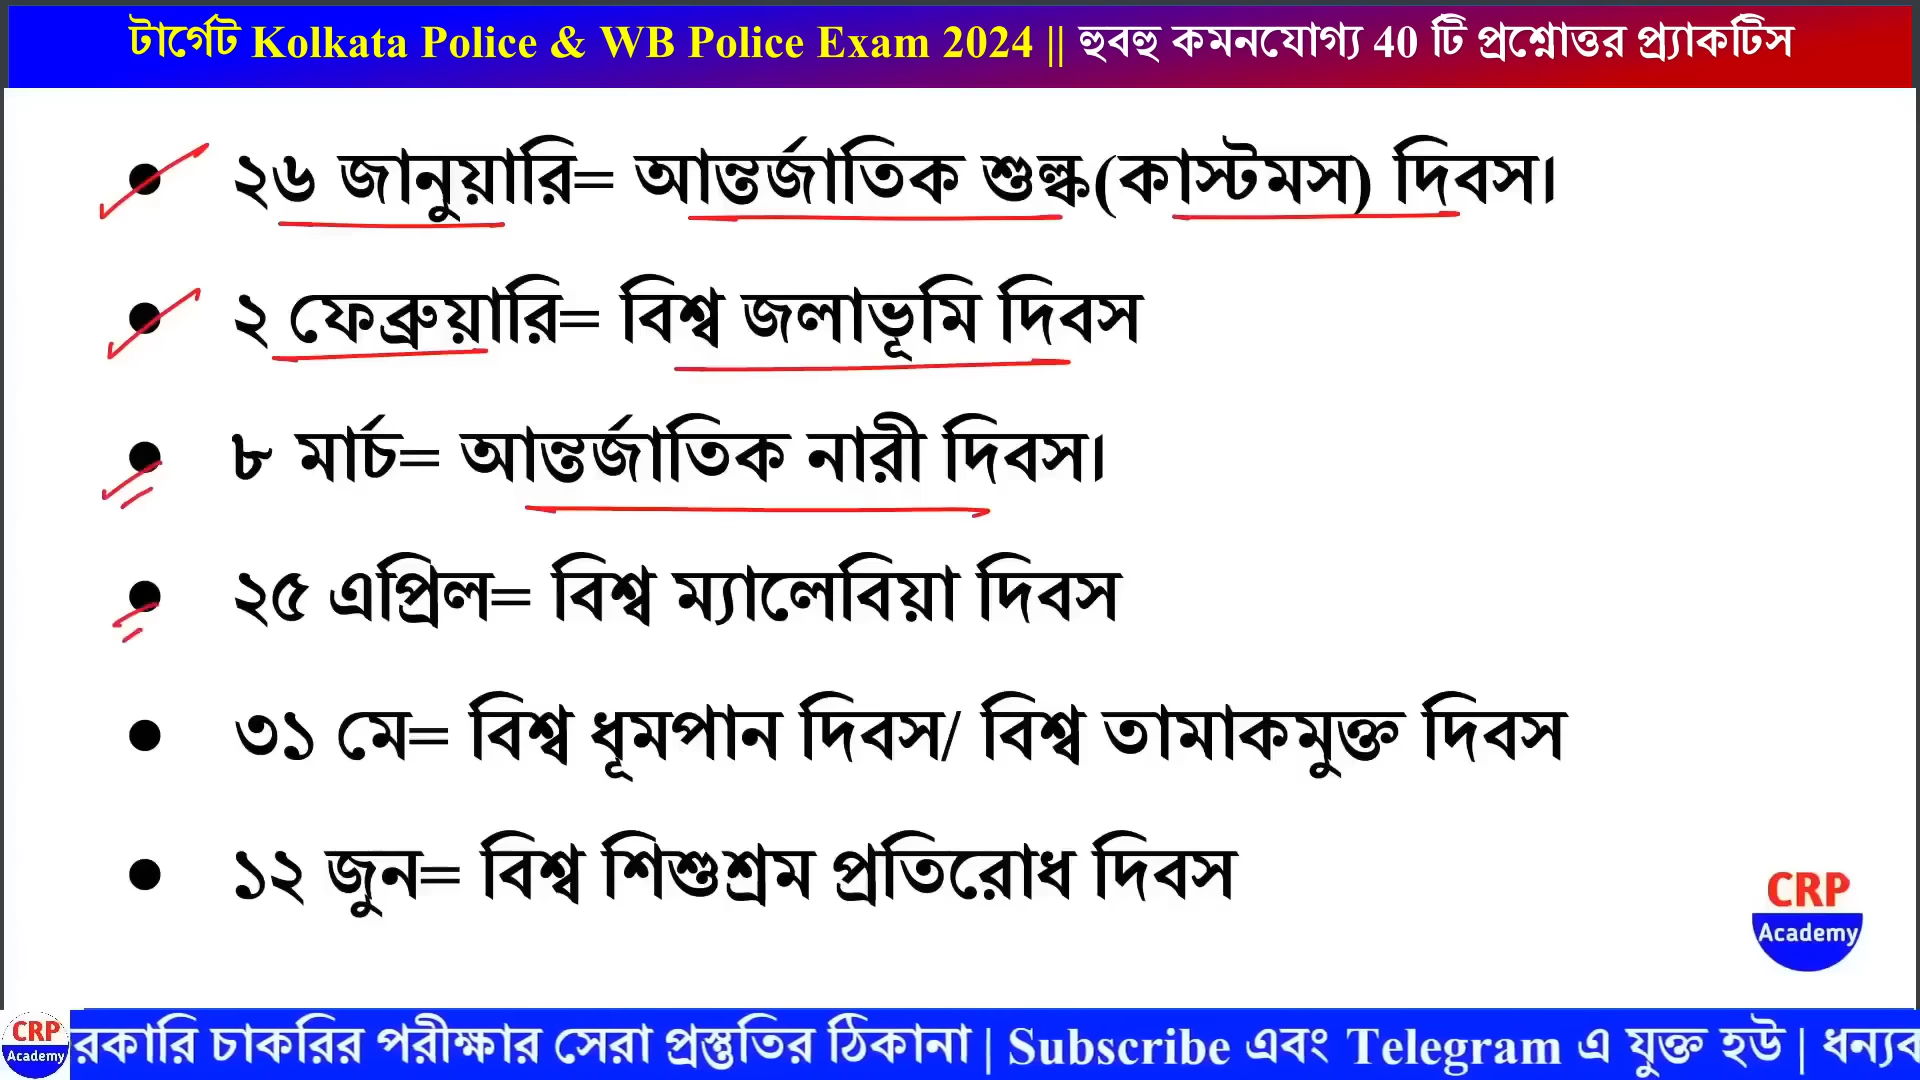 টার্গেট Kolkata Police & WB Police Exam 2024 || হুবহু কমনযোগ্য 40 টি প্রশ্নোত্তর প্র্যাকটিস
● ২৬ জানুয়ারি= আন্তর্জাতিক শুল্ক(কাস্টমস) দিবস।
● ২ ফেব্রুয়ারি= বিশ্ব জলাভূমি দিবস
● ৮ মার্চ= আন্তর্জাতিক নারী দিবস।
● ২৫ এপ্রিল= বিশ্ব ম্যালেবিয়া দিবস
● ৩১ মে= বিশ্ব ধূমপান দিবস/ বিশ্ব তামাকমুক্ত দিবস
● ১২ জুন= বিশ্ব শিশুশ্রম প্রতিরোধ দিবস
CRP
Academy
CRP
Academy
রকারি চাকরির পরীক্ষার সেরা প্রস্তুতির ঠিকানা | Subscribe এবং Telegram এ যুক্ত হউ | ধন্যব